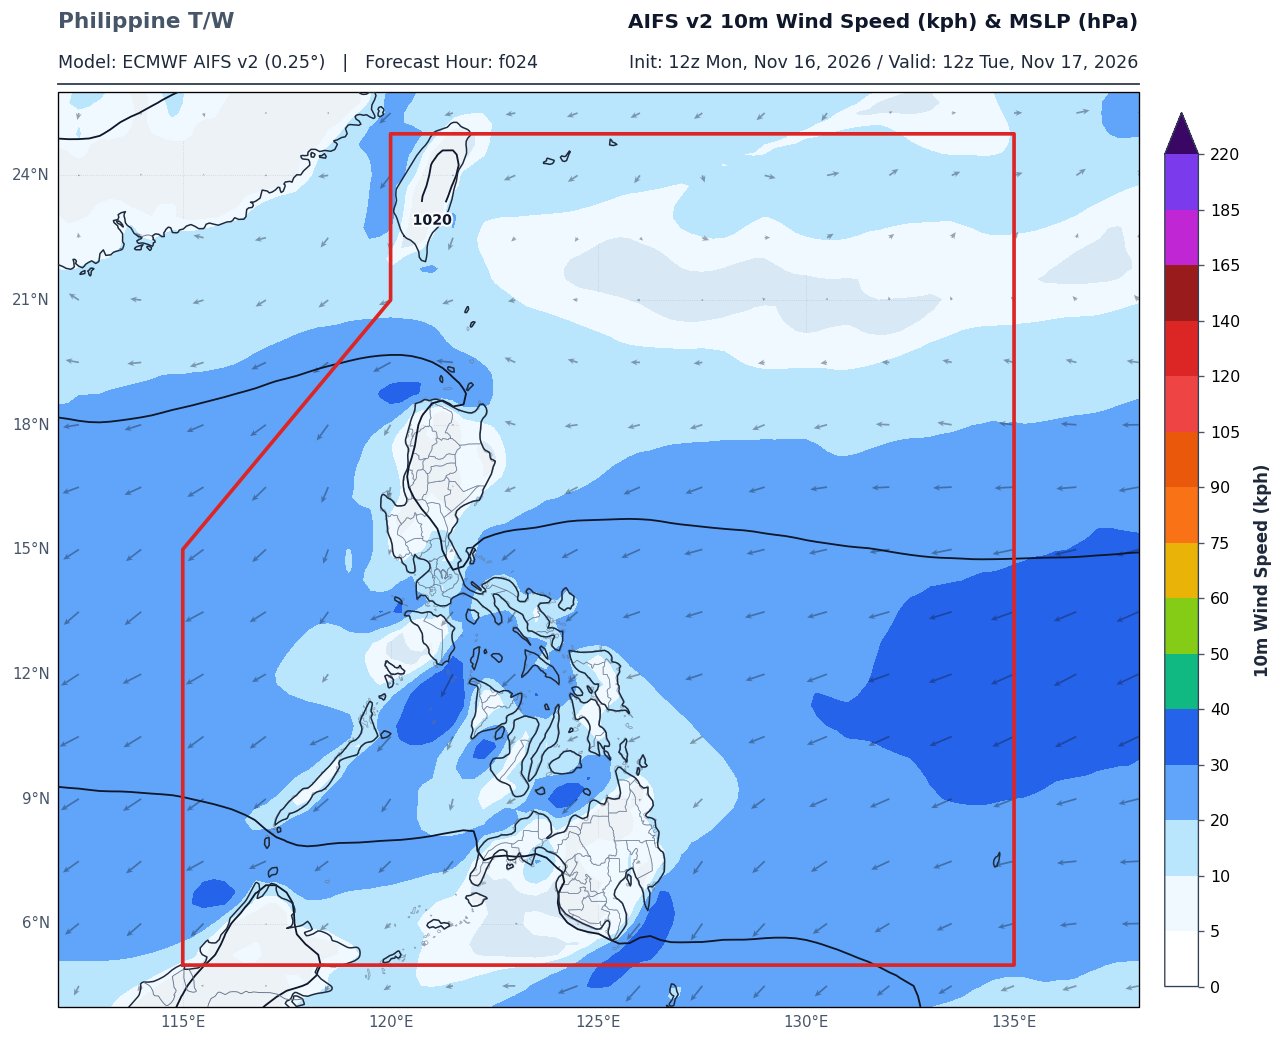 Philippine T/W
AIFS v2 10m Wind Speed (kph) & MSLP (hPa)
Model: ECMWF AIFS v2 (0.25°) | Forecast Hour: f024
Init: 12z Mon, Nov 16, 2026 / Valid: 12z Tue, Nov 17, 2026
24°N
21°N
18°N
15°N
12°N
9°N
6°N
1020
115°E
120°E
125°E
130°E
135°E
220
185
165
140
120
105
90
75
60
50
40
30
20
10
5
0
10m Wind Speed (kph)